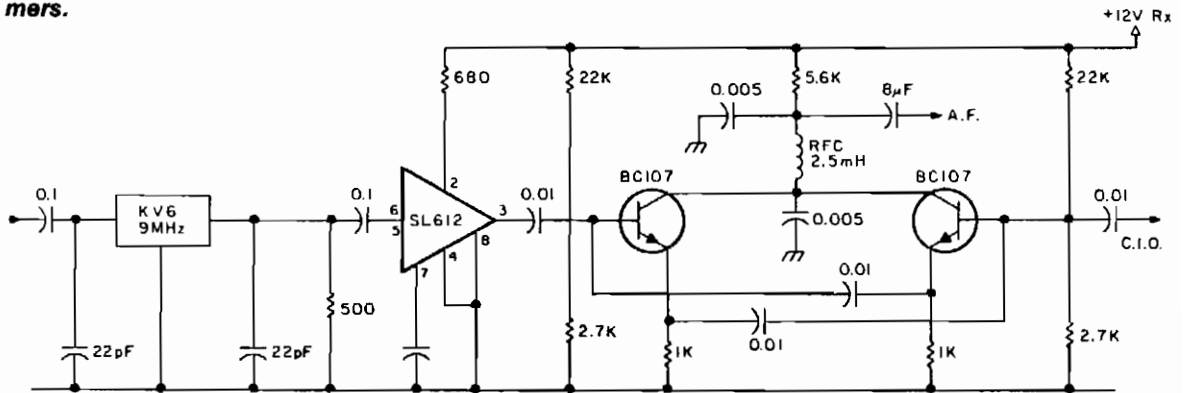 mers.
+12V Rx
680
22K
5.6K
22K
0.005
8µF
A.F.
RFC
2.5mH
BC107
BC107
0.1
KV6
9MHz
0.1
6
5
2
SL612
3
8
4
7
0.01
0.005
0.01
C.I.O.
0.01
0.01
500
22pF
22pF
2.7K
1K
1K
2.7K